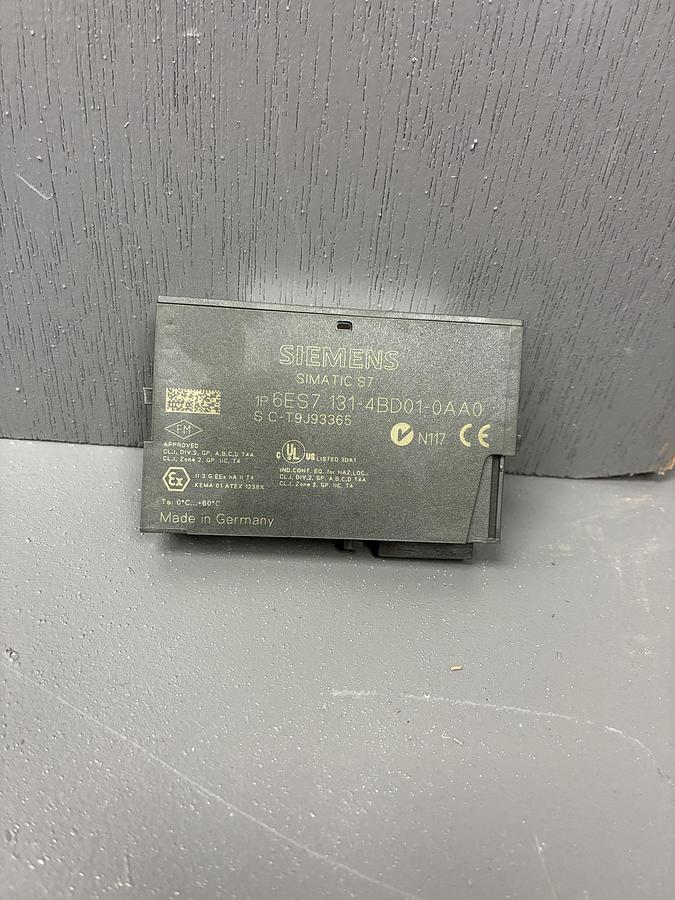 SIEMENS
SIMATIC S7
1P 6ES7 131-4BD01-0AA0
S C-T9J93365
FM
APPROVED
CL.I, DIV.2, GP. A,B,C,D T4A
CL.I, Zone 2, GP. IIC, T4
C UL US LISTED 3DA7
IND.CONT. EQ. for HAZ.LOC.
CL.I, DIV.2, GP. A,B,C,D T4A
CL.I, Zone 2, GP. IIC, T4
N117 CE
Ex
II 3 G EEx nA II T4
KEMA 01 ATEX 1238X
Ta: 0°C...+60°C
Made in Germany